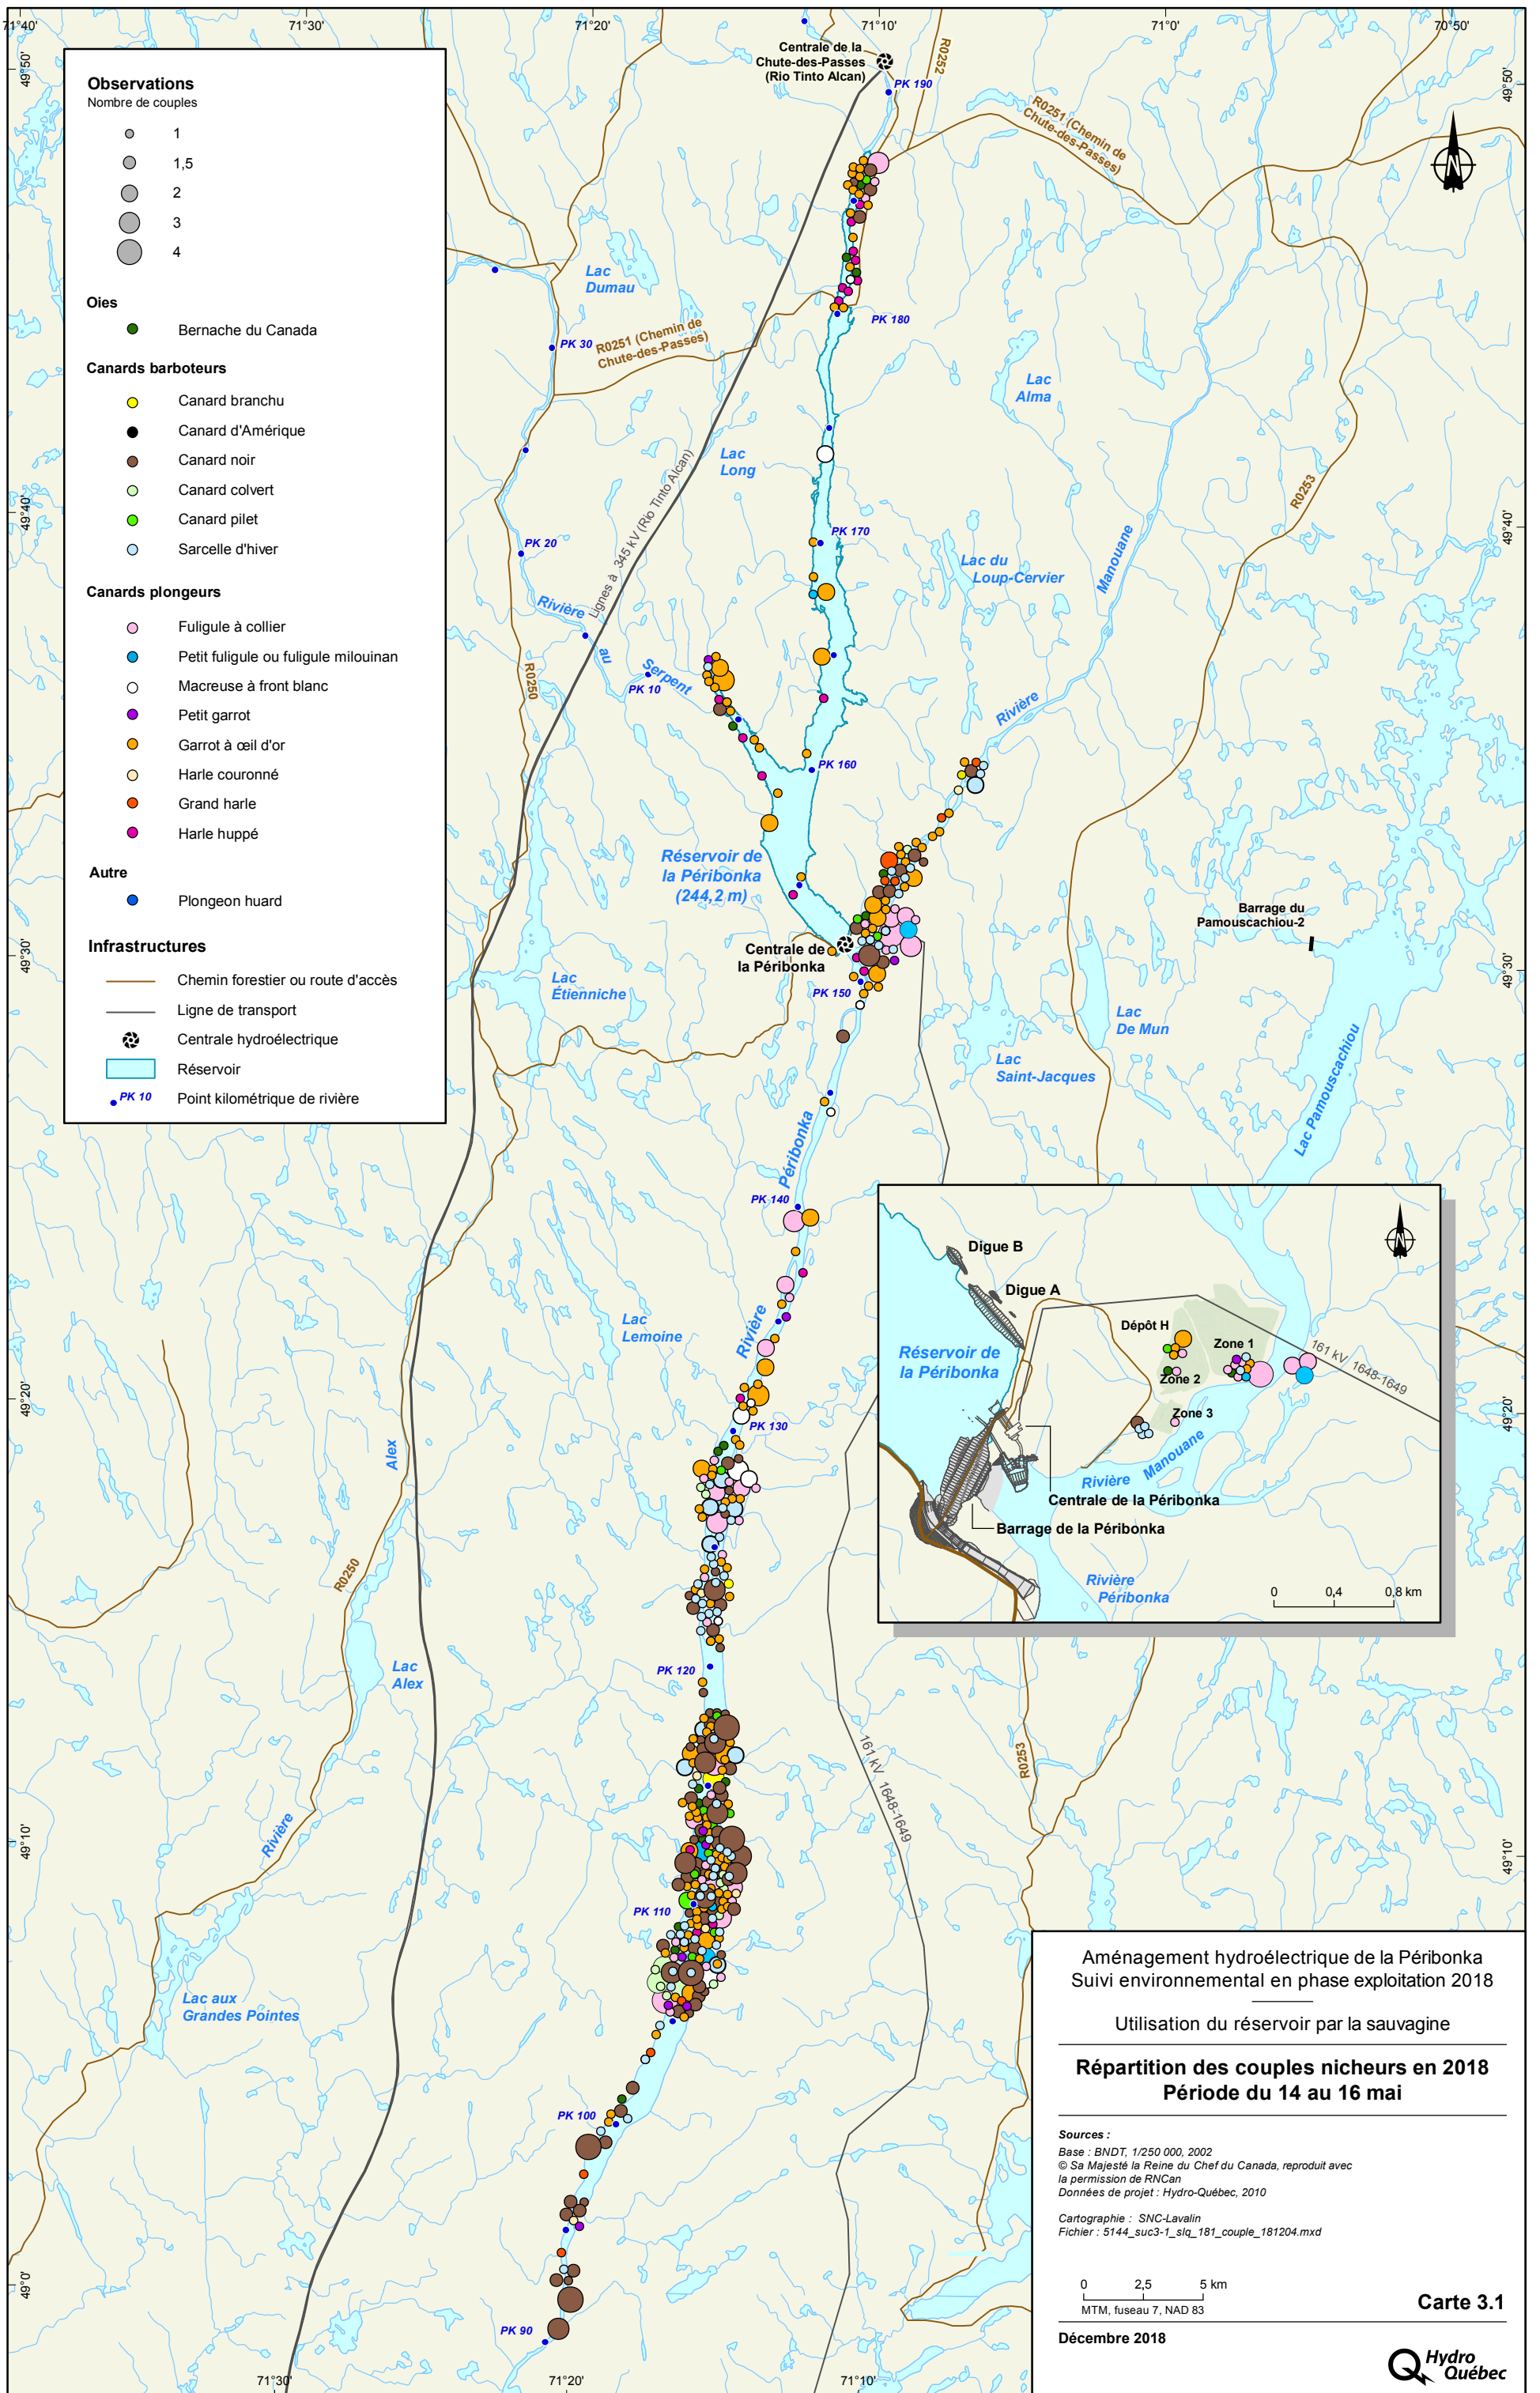 71°40'
71°30'
71°20'
71°10'
71°0'
70°50'
49°50'
49°50'
49°40'
49°40'
49°30'
49°30'
49°20'
49°20'
49°10'
49°10'
49°0'
71°30'
71°20'
71°10'
Observations
Nombre de couples
1
1,5
2
3
4
Oies
Bernache du Canada
Canards barboteurs
Canard branchu
Canard d'Amérique
Canard noir
Canard colvert
Canard pilet
Sarcelle d'hiver
Canards plongeurs
Fuligule à collier
Petit fuligule ou fuligule milouinan
Macreuse à front blanc
Petit garrot
Garrot à œil d'or
Harle couronné
Grand harle
Harle huppé
Autre
Plongeon huard
Infrastructures
Chemin forestier ou route d'accès
Ligne de transport
Centrale hydroélectrique
Réservoir
PK 10
Point kilométrique de rivière
Centrale de la
Chute-des-Passes
(Rio Tinto Alcan)
R0252
PK 190
R0251 (Chemin de
Chute-des-Passes)
Lac
Dumau
PK 180
PK 30
R0251 (Chemin de
Chute-des-Passes)
Lac
Alma
Lac
Long
Lignes à 345 kV (Rio Tinto Alcan)
R0253
PK 170
PK 20
Lac du
Loup-Cervier
Manouane
Rivière
au
Serpent
PK 10
R0250
Rivière
PK 160
Réservoir de
la Péribonka
(244,2 m)
Barrage du
Pamouscachiou-2
Centrale de
la Péribonka
PK 150
Lac
Étienniche
Lac
De Mun
Lac
Saint-Jacques
Lac Pamouscachiou
Péribonka
PK 140
Rivière
Lac
Lemoine
PK 130
Alex
R0250
PK 120
Lac
Alex
Rivière
161 kV 1648-1649
R0253
PK 110
Lac aux
Grandes Pointes
PK 100
PK 90
Digue B
Digue A
Réservoir de
la Péribonka
Dépôt H
Zone 1
Zone 2
Zone 3
161 kV 1648-1649
Rivière
Manouane
Centrale de la Péribonka
Barrage de la Péribonka
Rivière
Péribonka
0 0,4 0,8 km
Aménagement hydroélectrique de la Péribonka
Suivi environnemental en phase exploitation 2018
Utilisation du réservoir par la sauvagine
Répartition des couples nicheurs en 2018
Période du 14 au 16 mai
Sources :
Base : BNDT, 1/250 000, 2002
© Sa Majesté la Reine du Chef du Canada, reproduit avec
la permission de RNCan
Données de projet : Hydro-Québec, 2010
Cartographie : SNC-Lavalin
Fichier : 5144_suc3-1_slq_181_couple_181204.mxd
0 2,5 5 km
MTM, fuseau 7, NAD 83
Carte 3.1
Décembre 2018
Hydro
Québec